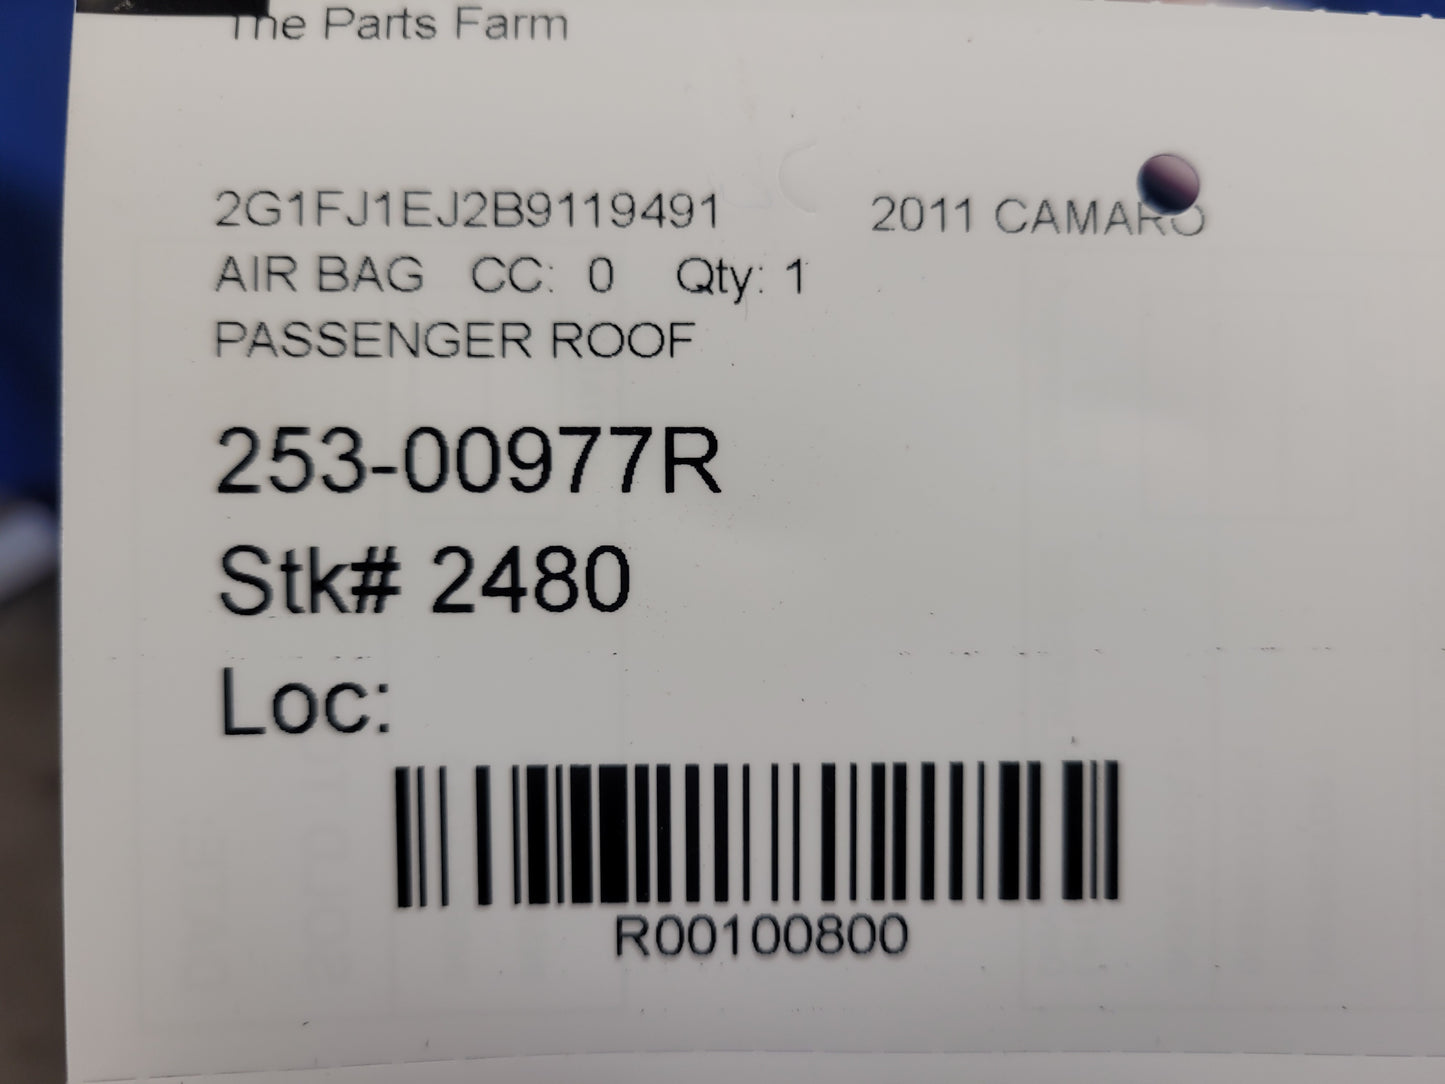 The Parts Farm
2G1FJ1EJ2B9119491 2011 CAMARO
AIR BAG CC: 0 Qty: 1
PASSENGER ROOF
253-00977R
Stk# 2480
Loc:
R00100800